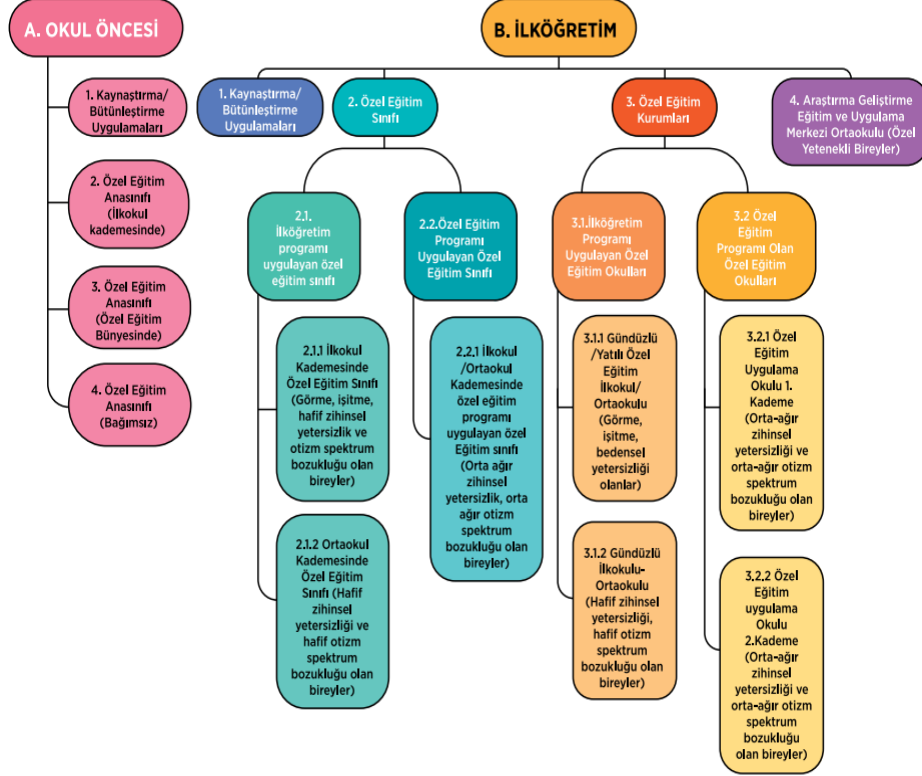 A. OKUL ÖNCESİ
1. Kaynaştırma/
Bütünleştirme
Uygulamaları
2. Özel Eğitim
Anasınıfı
(İlkokul
kademesinde)
3. Özel Eğitim
Anasınıfı
(Özel Eğitim
Bünyesinde)
4. Özel Eğitim
Anasınıfı
(Bağımsız)
B. İLKÖĞRETİM
1. Kaynaştırma/
Bütünleştirme
Uygulamaları
2. Özel Eğitim
Sınıfı
2.1.
İlköğretim
programı
uygulayan özel
eğitim sınıfı
2.1.1 İlkokul
Kademesinde
Özel Eğitim Sınıfı
(Görme, işitme,
hafif zihinsel
yetersizlik ve
otizm spektrum
bozukluğu olan
bireyler)
2.1.2 Ortaokul
Kademesinde
Özel Eğitim
Sınıfı (Hafif
zihinsel
yetersizliği ve
hafif otizm
spektrum
bozukluğu olan
bireyler)
2.2.Özel Eğitim
Programı
Uygulayan Özel
Eğitim Sınıfı
2.2.1 İlkokul
/Ortaokul
Kademesinde
özel eğitim
programı
uygulayan özel
Eğitim sınıfı
(Orta ağır
zihinsel
yetersizlik, orta
ağır otizm
spektrum
bozukluğu olan
bireyler)
3. Özel Eğitim
Kurumları
3.1.İlköğretim
Programı
Uygulayan Özel
Eğitim Okulları
3.1.1 Gündüzlü
/Yatılı Özel
Eğitim
İlkokul/
Ortaokulu
(Görme,
işitme,
bedensel
yetersizliği
olanlar)
3.1.2 Gündüzlü
İlkokulu-
Ortaokulu
(Hafif zihinsel
yetersizliği,
hafif otizm
spektrum
bozukluğu olan
bireyler)
3.2 Özel
Eğitim
Programı Olan
Özel Eğitim
Okulları
3.2.1 Özel
Eğitim
Uygulama
Okulu 1.
Kademe
(Orta-ağır
zihinsel
yetersizliği ve
orta-ağır otizm
spektrum
bozukluğu olan
bireyler)
3.2.2 Özel
Eğitim
uygulama
Okulu
2.Kademe
(Orta-ağır
zihinsel
yetersizliği ve
orta-ağır otizm
spektrum
bozukluğu
olan bireyler)
4. Araştırma Geliştirme
Eğitim ve Uygulama
Merkezi Ortaokulu (Özel
Yetenekli Bireyler)